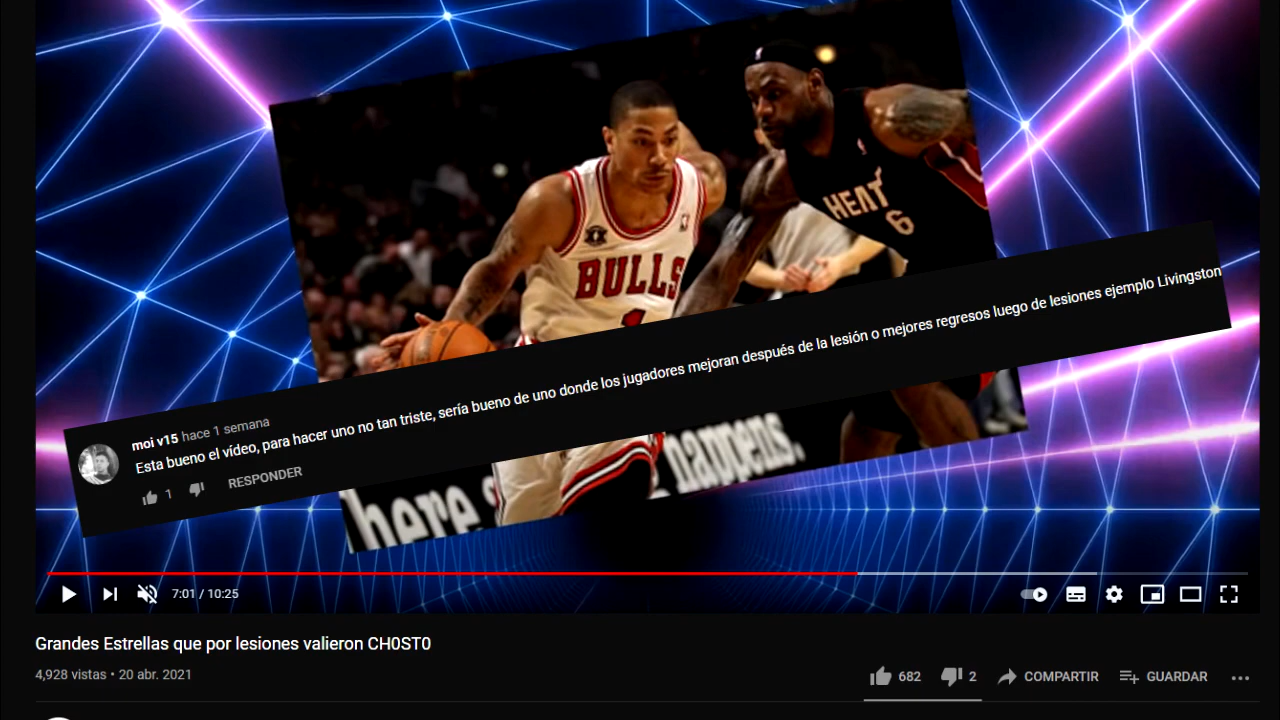 HEAT
6
BULLS
1
moi v15 hace 1 semana
Esta bueno el vídeo, para hacer uno no tan triste, sería bueno de uno donde los jugadores mejoran después de la lesión o mejores regresos luego de lesiones ejemplo Livingston
1 RESPONDER
here
happens.
7:01 / 10:25
Grandes Estrellas que por lesiones valieron CH0ST0
4,928 vistas • 20 abr. 2021
682 2 COMPARTIR GUARDAR